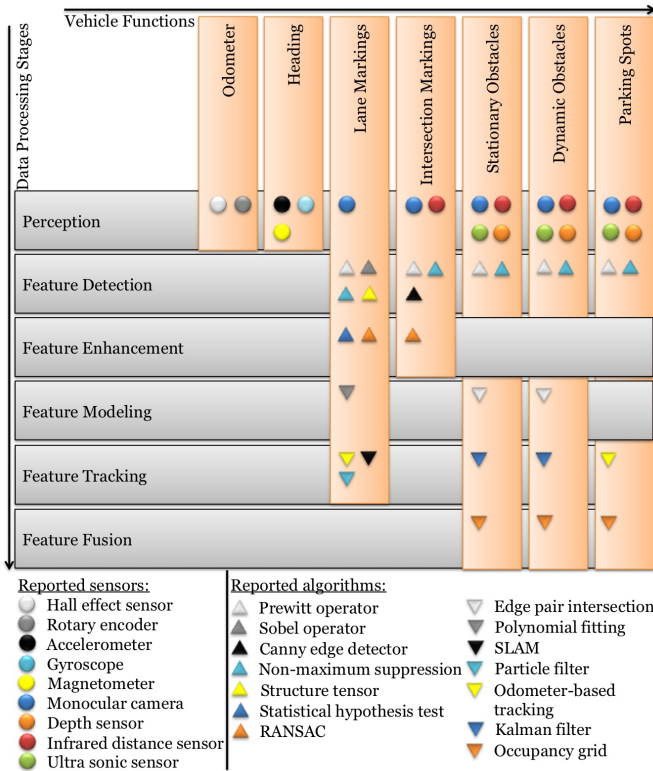 Vehicle Functions
Data Processing Stages
Odometer
Heading
Lane Markings
Intersection Markings
Stationary Obstacles
Dynamic Obstacles
Parking Spots
Perception
Feature Detection
Feature Enhancement
Feature Modeling
Feature Tracking
Feature Fusion
Reported sensors:
Hall effect sensor
Rotary encoder
Accelerometer
Gyroscope
Magnetometer
Monocular camera
Depth sensor
Infrared distance sensor
Ultra sonic sensor
Reported algorithms:
Prewitt operator
Sobel operator
Canny edge detector
Non-maximum suppression
Structure tensor
Statistical hypothesis test
RANSAC
Edge pair intersection
Polynomial fitting
SLAM
Particle filter
Odometer-based
tracking
Kalman filter
Occupancy grid